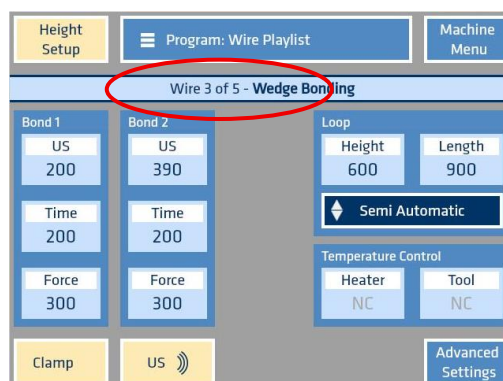 Height
Setup
Program: Wire Playlist
Machine
Menu
Wire 3 of 5 - Wedge Bonding
Bond 1
US
200
Time
200
Force
300
Bond 2
US
390
Time
200
Force
300
Loop
Height
600
Length
900
Semi Automatic
Temperature Control
Heater
NC
Tool
NC
Clamp
US
Advanced
Settings